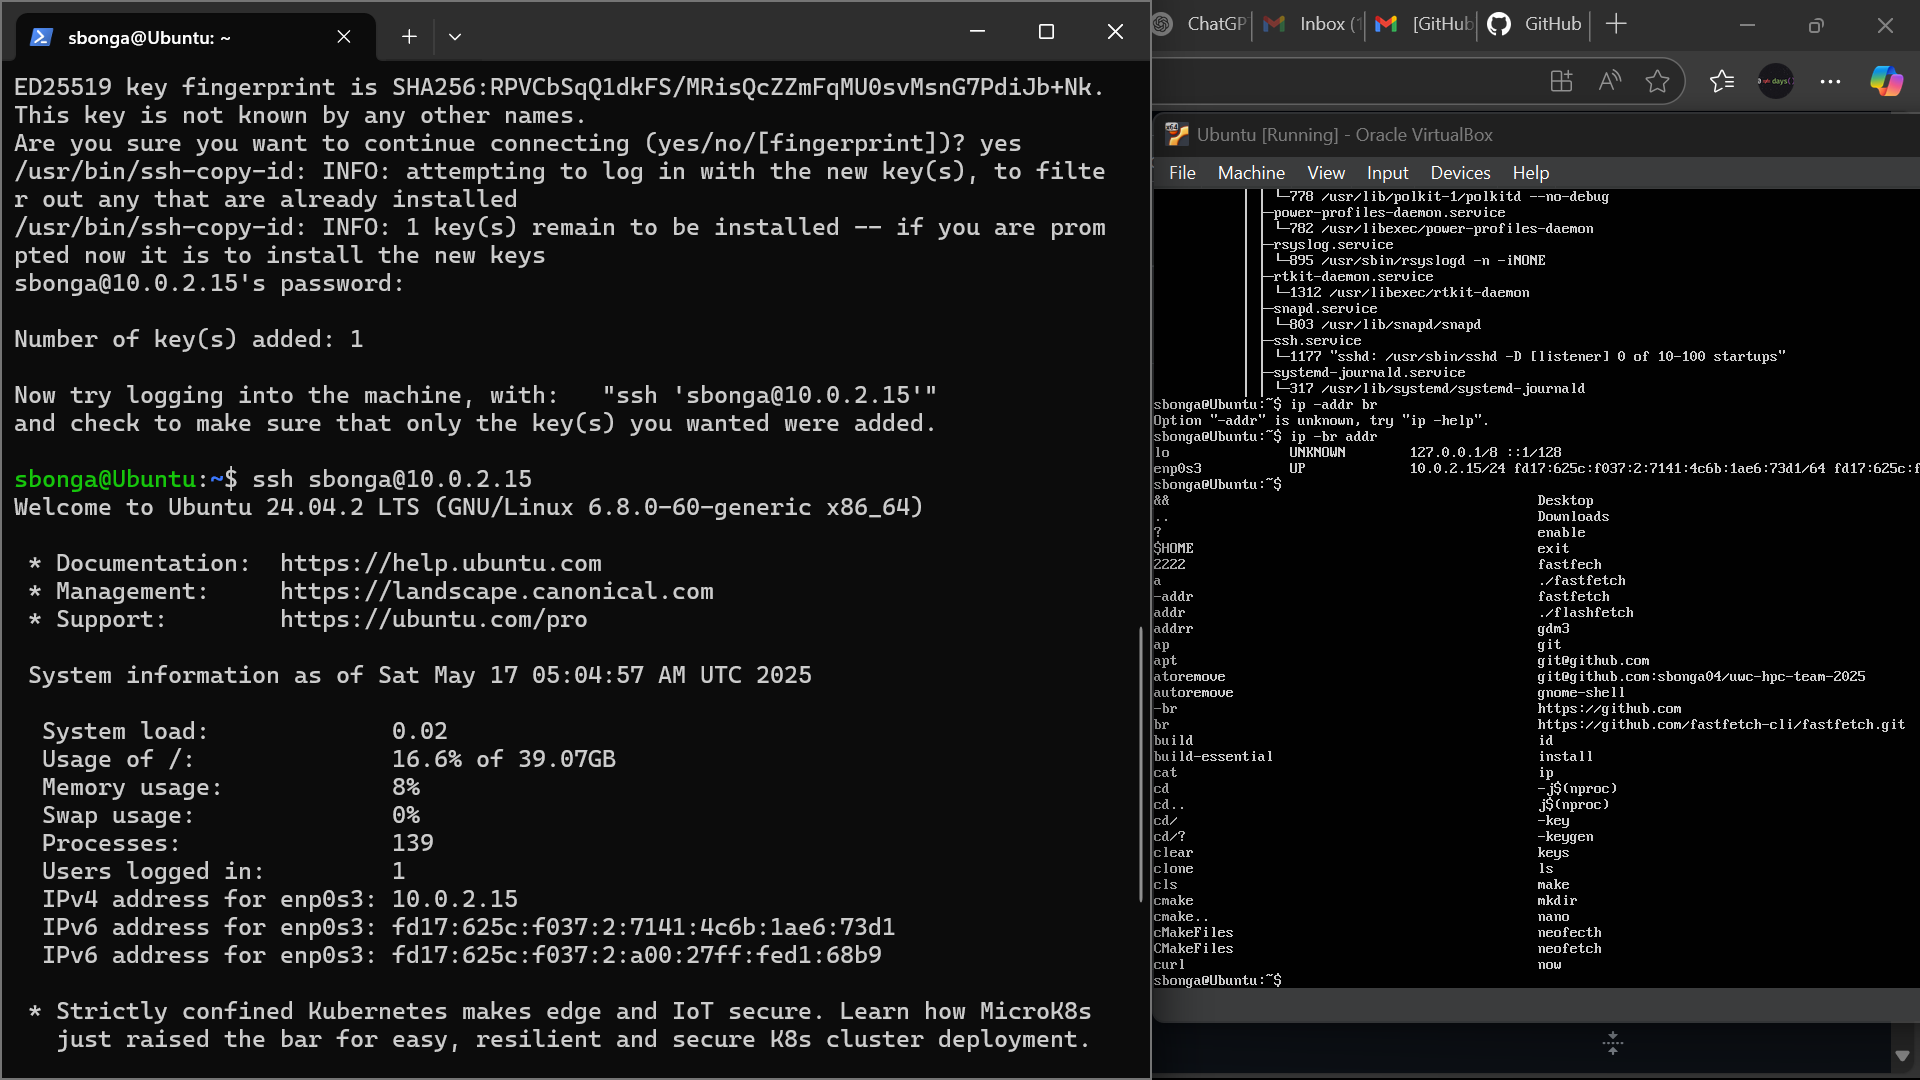 sbonga@Ubuntu: ~
ED25519 key fingerprint is SHA256:RPVCbSqQ1dkFS/MRisQcZZmFqMU0svMsnG7PdiJb+Nk.
This key is not known by any other names.
Are you sure you want to continue connecting (yes/no/[fingerprint])? yes
/usr/bin/ssh-copy-id: INFO: attempting to log in with the new key(s), to filte
r out any that are already installed
/usr/bin/ssh-copy-id: INFO: 1 key(s) remain to be installed -- if you are prom
pted now it is to install the new keys
sbonga@10.0.2.15's password:
Number of key(s) added: 1
Now try logging into the machine, with:   "ssh 'sbonga@10.0.2.15'"
and check to make sure that only the key(s) you wanted were added.
sbonga@Ubuntu:~$ ssh sbonga@10.0.2.15
Welcome to Ubuntu 24.04.2 LTS (GNU/Linux 6.8.0-60-generic x86_64)
* Documentation:  https://help.ubuntu.com
* Management:     https://landscape.canonical.com
* Support:        https://ubuntu.com/pro
System information as of Sat May 17 05:04:57 AM UTC 2025
System load:             0.02
Usage of /:              16.6% of 39.07GB
Memory usage:            8%
Swap usage:              0%
Processes:               139
Users logged in:         1
IPv4 address for enp0s3: 10.0.2.15
IPv6 address for enp0s3: fd17:625c:f037:2:7141:4c6b:1ae6:73d1
IPv6 address for enp0s3: fd17:625c:f037:2:a00:27ff:fed1:68b9
* Strictly confined Kubernetes makes edge and IoT secure. Learn how MicroK8s
just raised the bar for easy, resilient and secure K8s cluster deployment.
ChatGP Inbox (1 [GitHub GitHub
days(
Ubuntu [Running] - Oracle VirtualBox
File Machine View Input Devices Help
└─778 /usr/lib/polkit-1/polkitd --no-debug
├─power-profiles-daemon.service
└─782 /usr/libexec/power-profiles-daemon
├─rsyslog.service
└─895 /usr/sbin/rsyslogd -n -iNONE
├─rtkit-daemon.service
└─1312 /usr/libexec/rtkit-daemon
├─snapd.service
└─803 /usr/lib/snapd/snapd
├─ssh.service
└─1177 "sshd: /usr/sbin/sshd -D [listener] 0 of 10-100 startups"
├─systemd-journald.service
└─317 /usr/lib/systemd/systemd-journald
sbonga@Ubuntu:~$ ip -addr br
Option "-addr" is unknown, try "ip -help".
sbonga@Ubuntu:~$ ip -br addr
lo UNKNOWN 127.0.0.1/8 ::1/128
enp0s3 UP 10.0.2.15/24 fd17:625c:f037:2:7141:4c6b:1ae6:73d1/64 fd17:625c:f
sbonga@Ubuntu:~$
&& Desktop
.. Downloads
? enable
$HOME exit
2222 fastfech
a ./fastfetch
-addr fastfetch
addr ./flashfetch
addrr gdm3
ap git
apt git@github.com
atoremove git@github.com:sbonga04/uwc-hpc-team-2025
autoremove gnome-shell
-br https://github.com
br https://github.com/fastfetch-cli/fastfetch.git
build id
build-essential install
cat ip
cd -j$(nproc)
cd.. j$(nproc)
cd/ -key
cd/? -keygen
clear keys
clone ls
cls make
cmake mkdir
cmake.. nano
cMakeFiles neofecth
CMakeFiles neofetch
curl now
sbonga@Ubuntu:~$